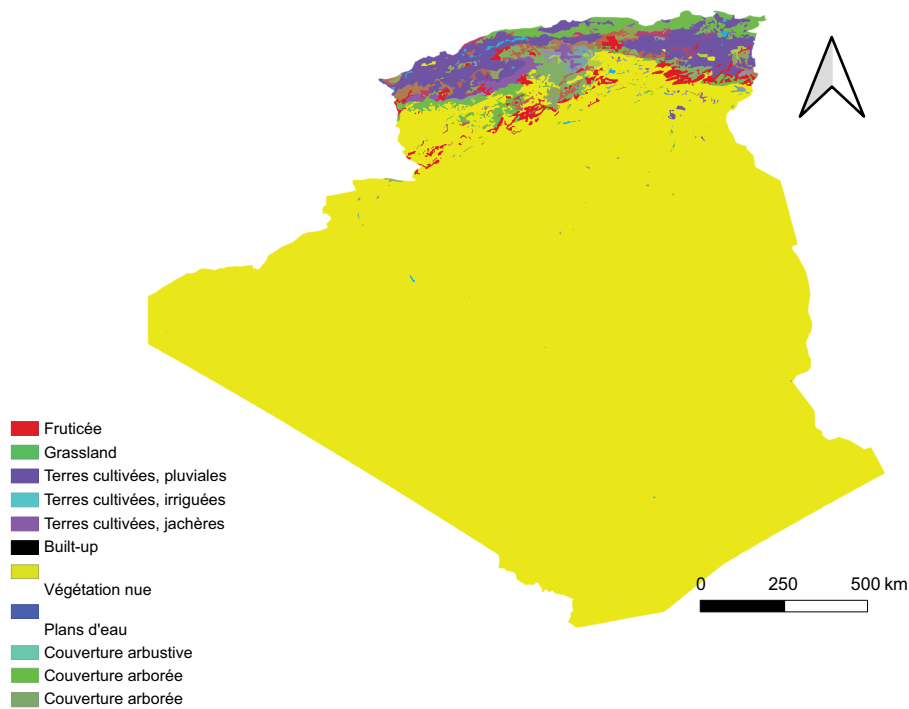 Fruticée
Grassland
Terres cultivées, pluviales
Terres cultivées, irriguées
Terres cultivées, jachères
Built-up
Végétation nue
Plans d'eau
Couverture arbustive
Couverture arborée
Couverture arborée
0 250 500 km